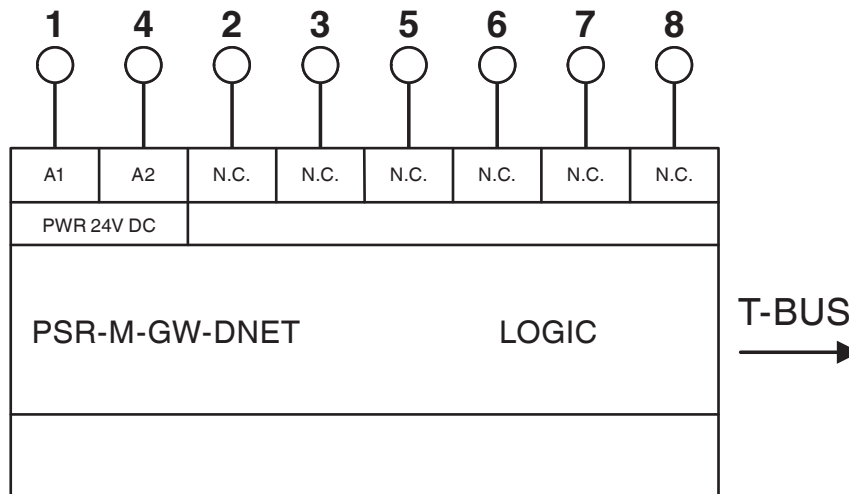 1 4 2 3 5 6 7 8
A1 A2 N.C. N.C. N.C. N.C. N.C. N.C.
PWR 24V DC
PSR-M-GW-DNET LOGIC
T-BUS